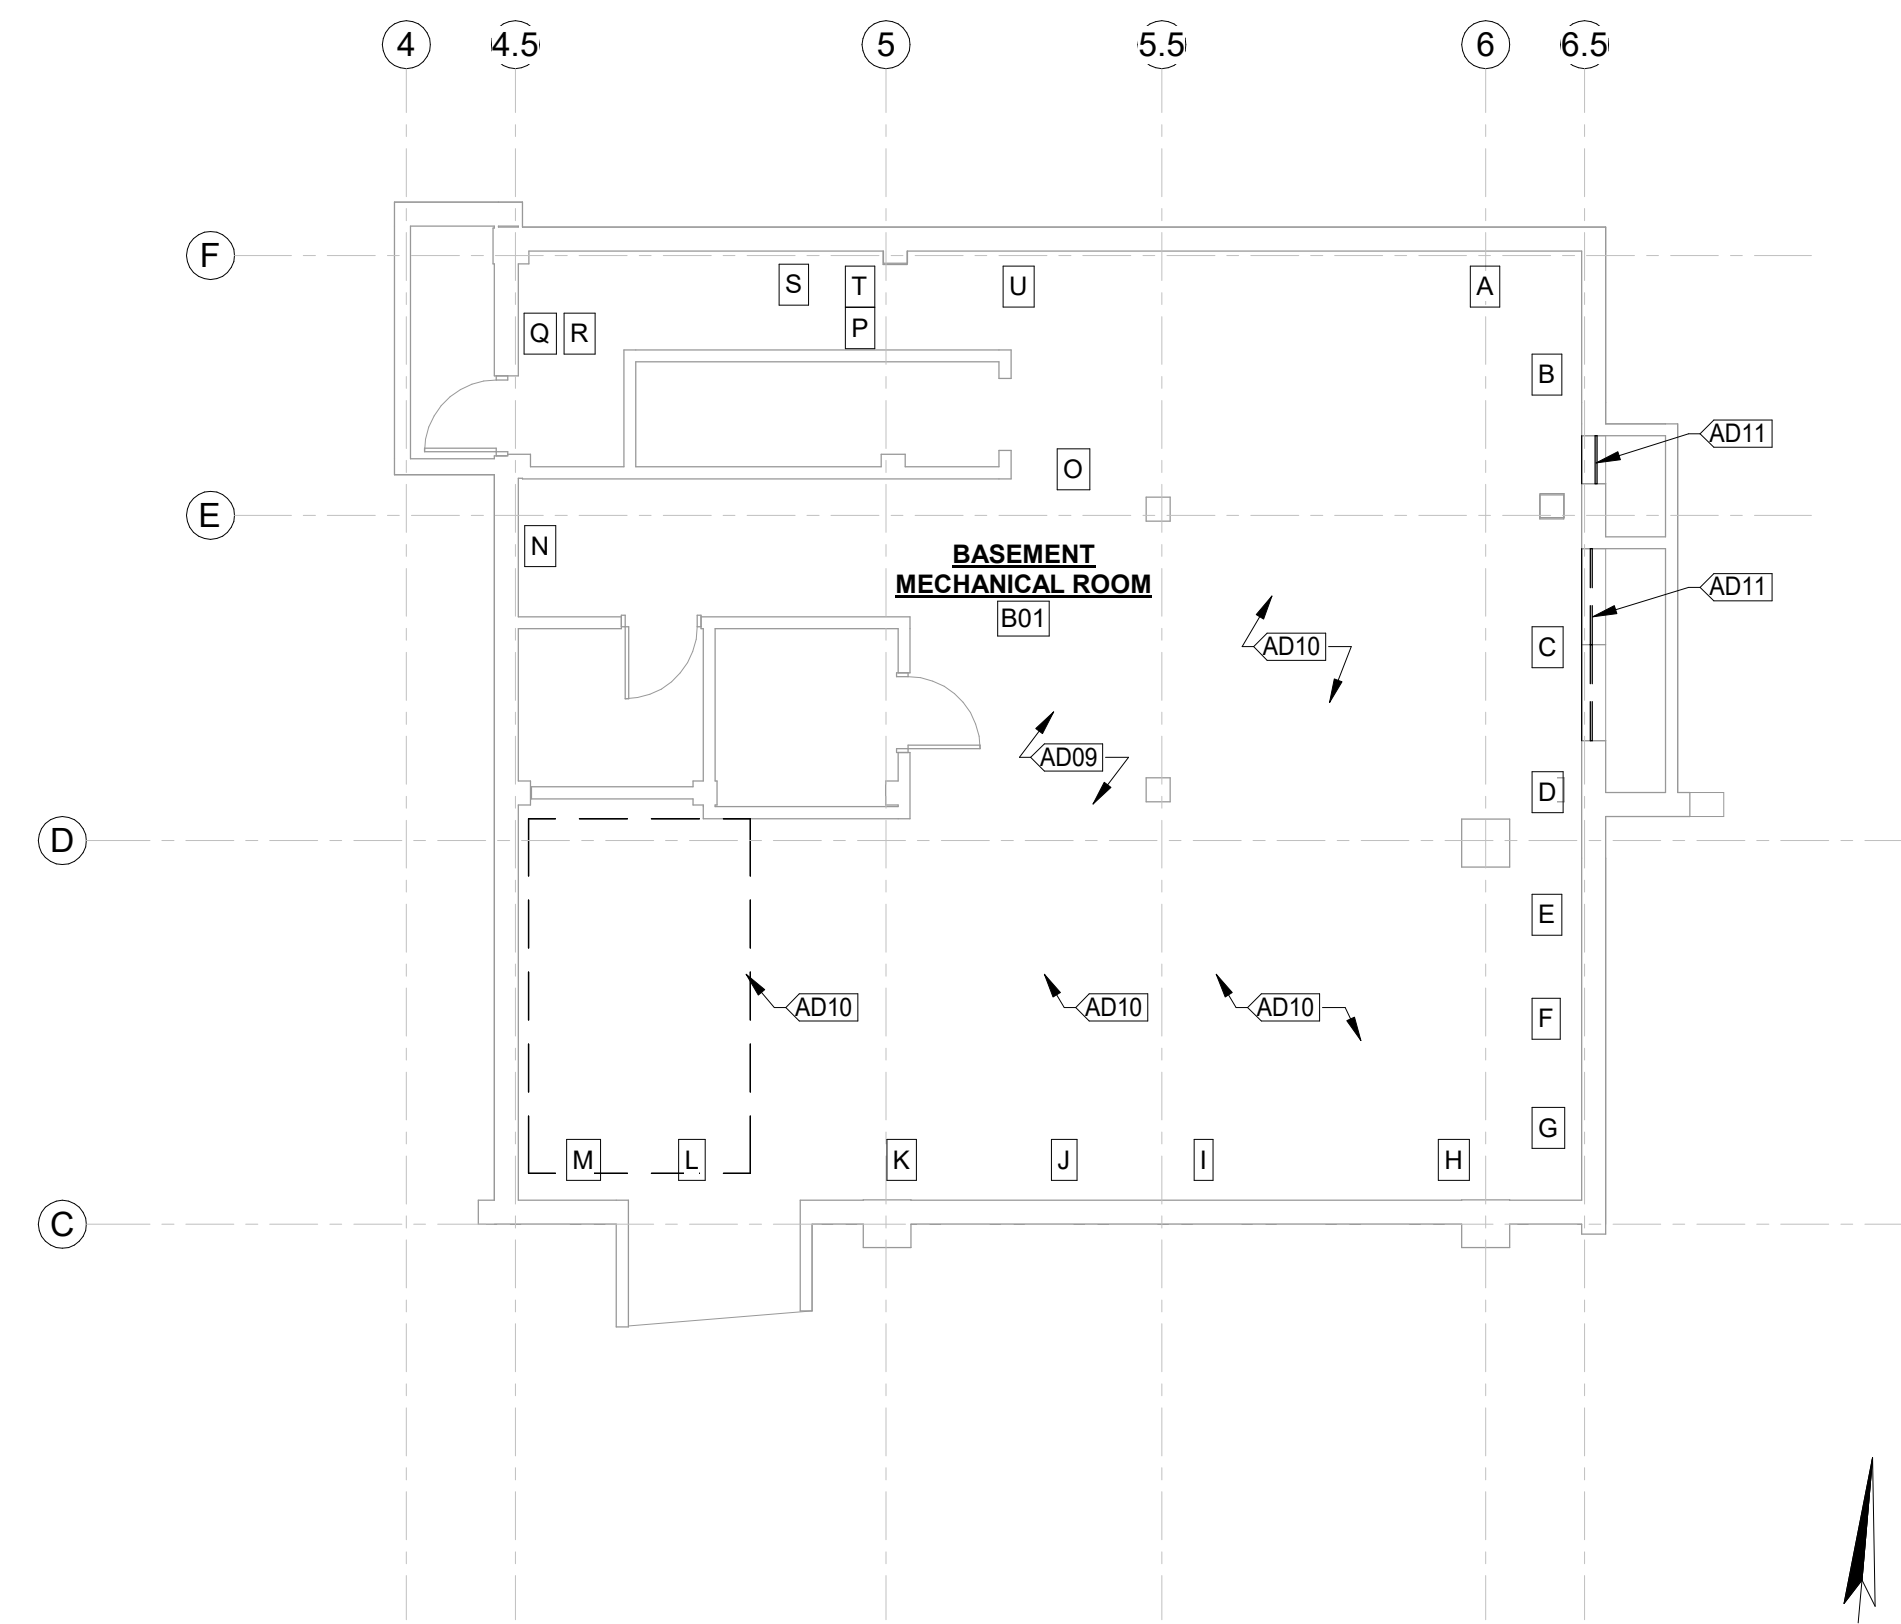 4 4.5 5 5.5 6 6.5
F
S T U A
P
Q R
B
AD11
O
E
N
BASEMENT
MECHANICAL ROOM
B01
AD11
AD10
C
AD09
D
D
E
AD10 AD10 AD10
F
G
M L K J I H
C